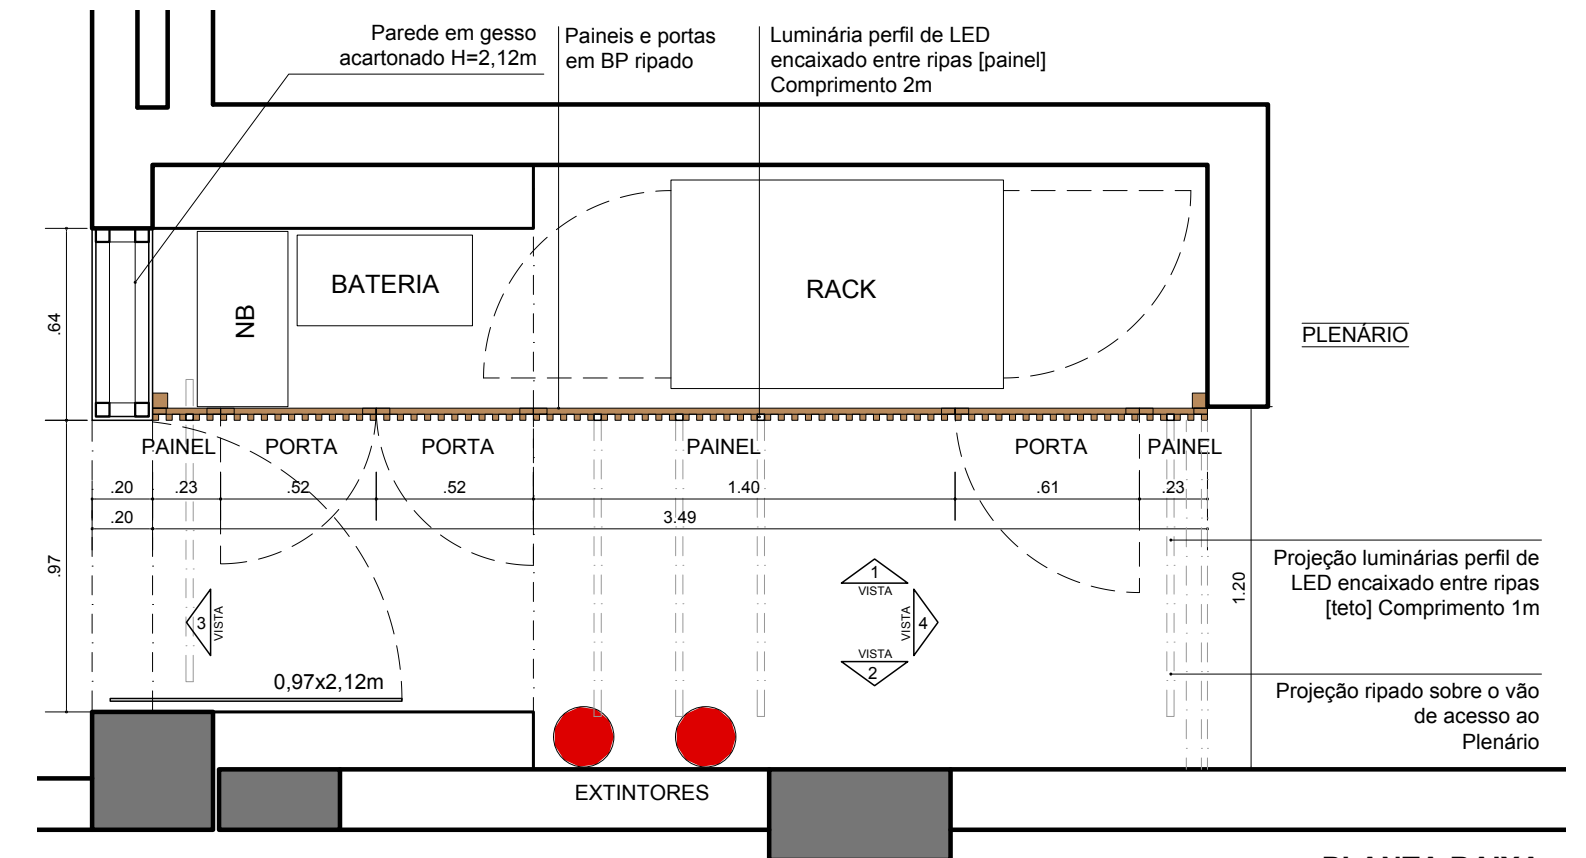 Parede em gesso
acartonado H=2,12m
Paineis e portas
em BP ripado
Luminária perfil de LED
encaixado entre ripas [painel]
Comprimento 2m
BATERIA
NB
RACK
PLENÁRIO
.64
PAINEL
PORTA
PORTA
PAINEL
PORTA
PAINEL
.20
.23
.52
.52
1.40
.61
.23
.20
3.49
.97
1.20
1
VISTA
3
VISTA
VISTA
4
VISTA
2
0,97x2,12m
Projeção luminárias perfil de
LED encaixado entre ripas
[teto] Comprimento 1m
Projeção ripado sobre o vão
de acesso ao
Plenário
EXTINTORES
PLANTA BAIXA